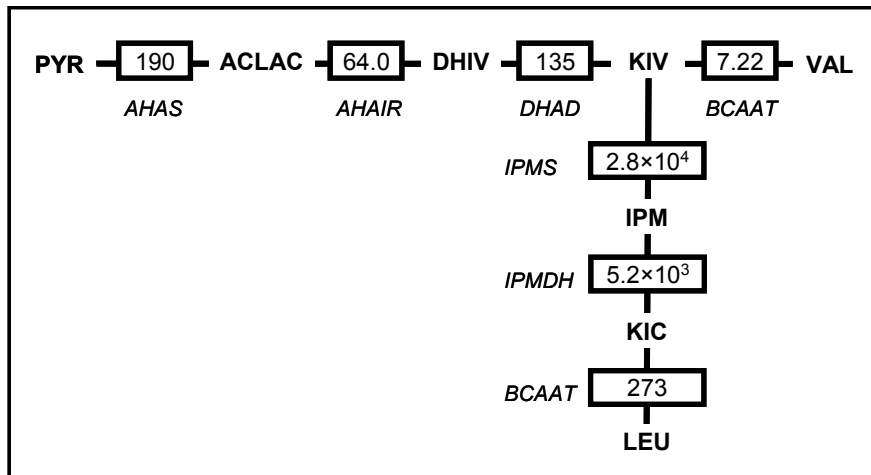 PYR 190 ACLAC 64.0 DHIV 135 KIV 7.22 VAL
AHAS AHAIR DHAD BCAAT
IPMS 2.8×10⁴
IPM
IPMDH 5.2×10³
KIC
BCAAT 273
LEU